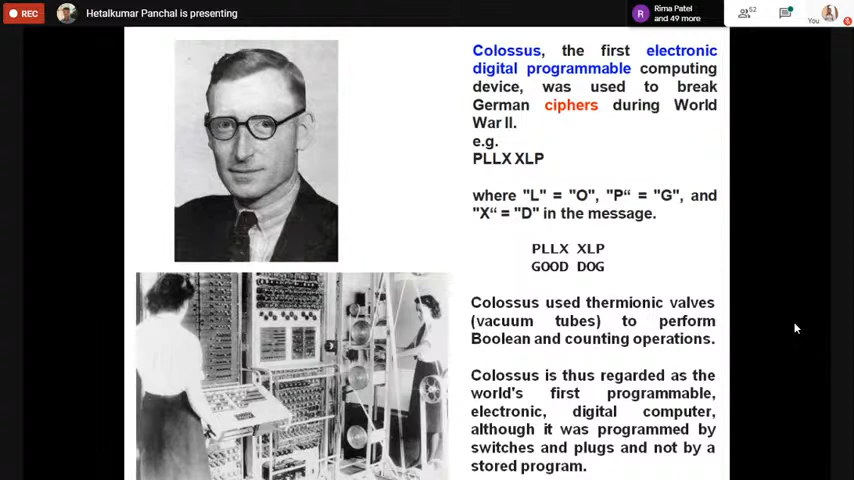 REC
Hetalkumar Panchal is presenting
R
Rima Patel
and 49 more
52
You
Colossus, the first electronic
digital programmable computing
device, was used to break
German ciphers during World
War II.
e.g.
PLLX XLP
where "L" = "O", "P“ = "G", and
"X“ = "D" in the message.
PLLX XLP
GOOD DOG
Colossus used thermionic valves
(vacuum tubes) to perform
Boolean and counting operations.
Colossus is thus regarded as the
world's first programmable,
electronic, digital computer,
although it was programmed by
switches and plugs and not by a
stored program.